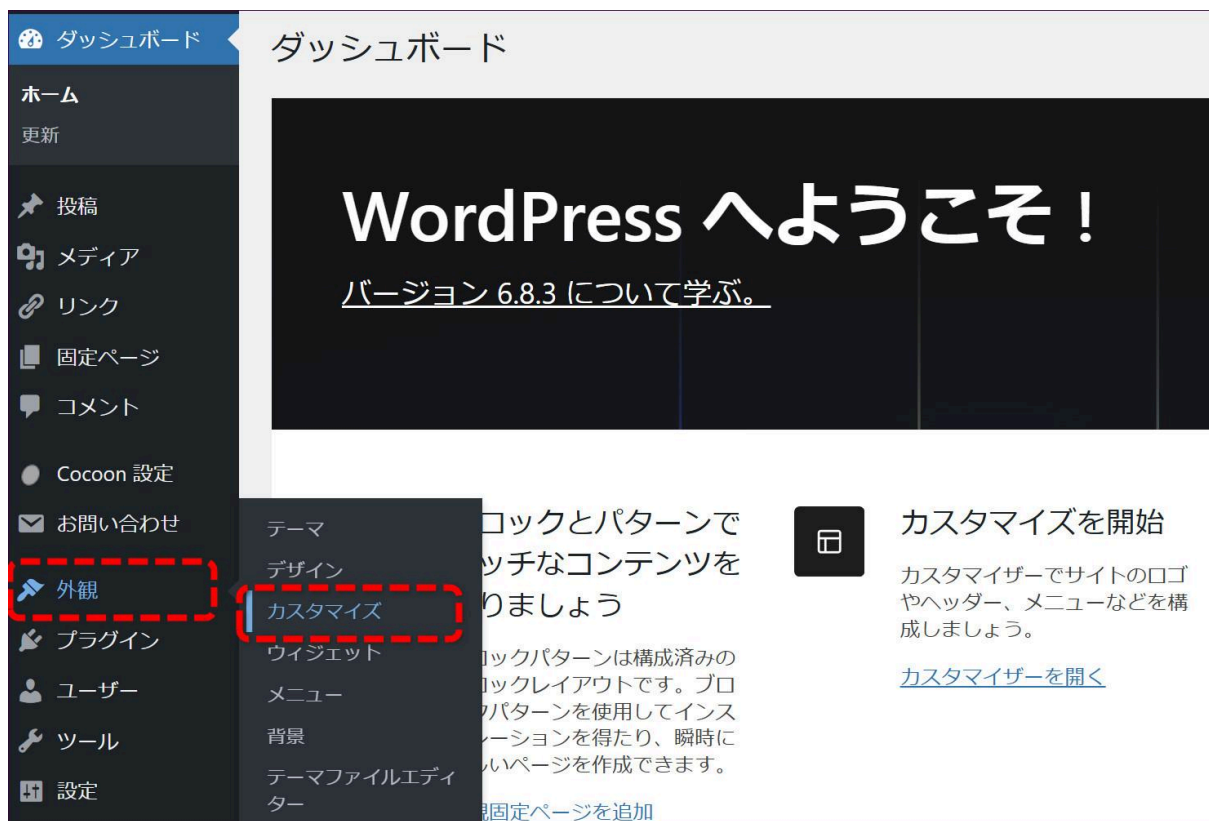 ダッシュボード
ホーム
更新
投稿
メディア
リンク
固定ページ
コメント
Cocoon 設定
お問い合わせ
外観
プラグイン
ユーザー
ツール
設定
テーマ
デザイン
カスタマイズ
ウィジェット
メニュー
背景
テーマファイルエディ
ター
ダッシュボード
WordPress へようこそ！
バージョン 6.8.3 について学ぶ。
ロックとパターンで
ッチなコンテンツを
りましょう
ロックパターンは構成済みの
ロックレイアウトです。ブロ
クパターンを使用してインス
レーションを得たり、瞬時に
しいページを作成できます。
規固定ページを追加
カスタマイズを開始
カスタマイザーでサイトのロゴ
やヘッダー、メニューなどを構
成しましょう。
カスタマイザーを開く